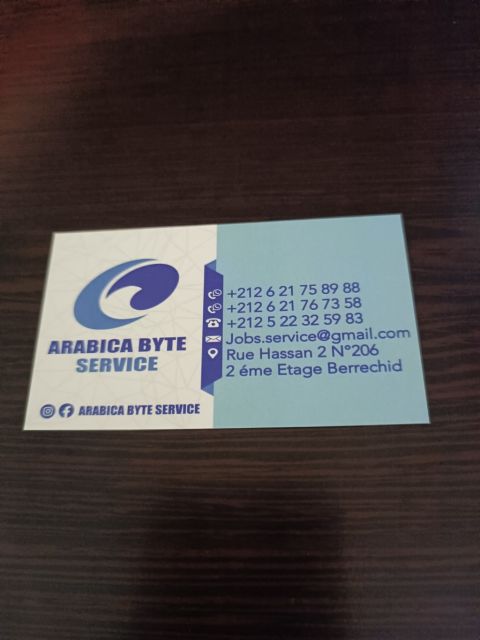 ARABICA BYTE
SERVICE
ARABICA BYTE SERVICE
+212 6 21 75 89 88
+212 6 21 76 73 58
+212 5 22 32 59 83
Jobs.service@gmail.com
Rue Hassan 2 N°206
2 éme Etage Berrechid